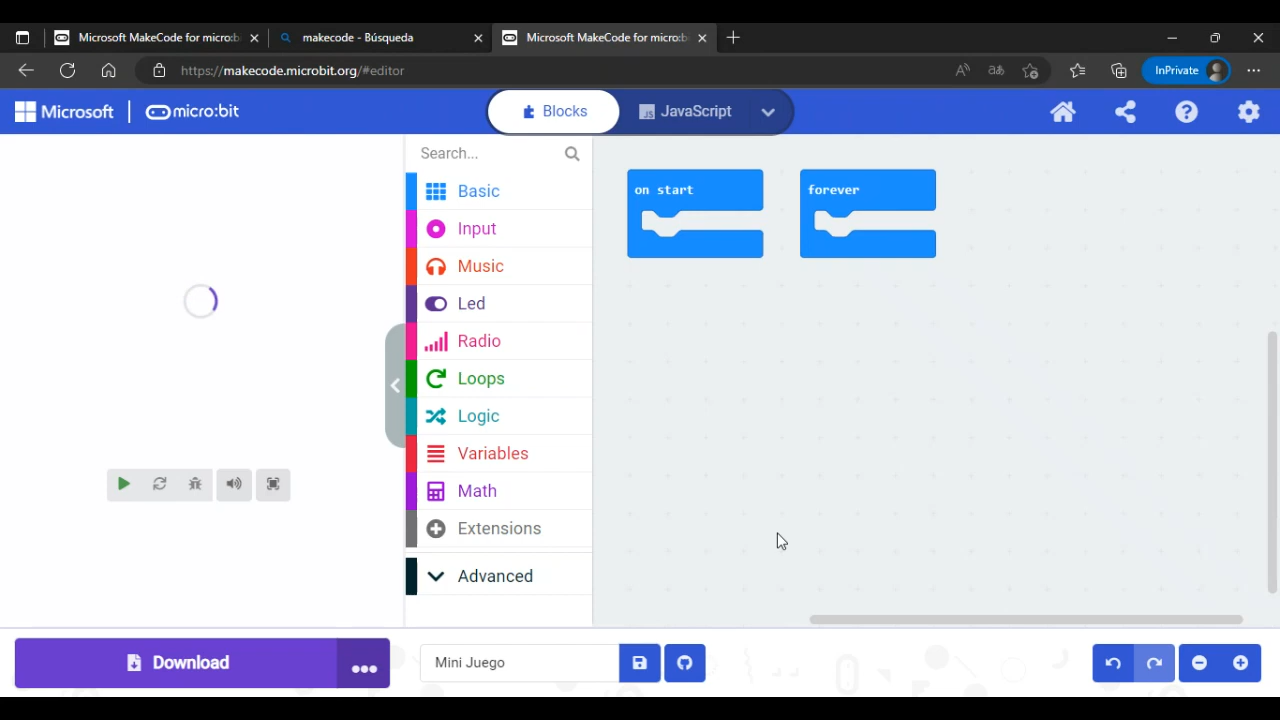 Microsoft MakeCode for micro:b
makecode - Búsqueda
Microsoft MakeCode for micro:b
https://makecode.microbit.org/#editor
InPrivate
Microsoft
micro:bit
Blocks
JS
JavaScript
Search...
Basic
Input
Music
Led
Radio
Loops
Logic
Variables
Math
Extensions
Advanced
on start
forever
Download
Mini Juego